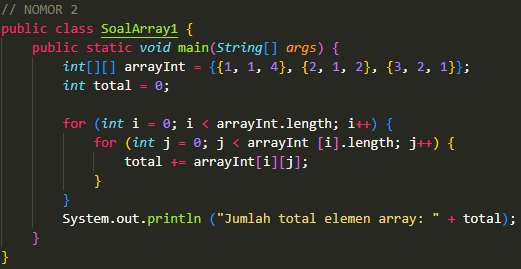 // NOMOR 2
public class SoalArray1 {
    public static void main(String[] args) {
        int[][] arrayInt = {{1, 1, 4}, {2, 1, 2}, {3, 2, 1}};
        int total = 0;

        for (int i = 0; i < arrayInt.length; i++) {
            for (int j = 0; j < arrayInt [i].length; j++) {
                total += arrayInt[i][j];
            }
        }
        System.out.println ("Jumlah total elemen array: " + total);
    }
}